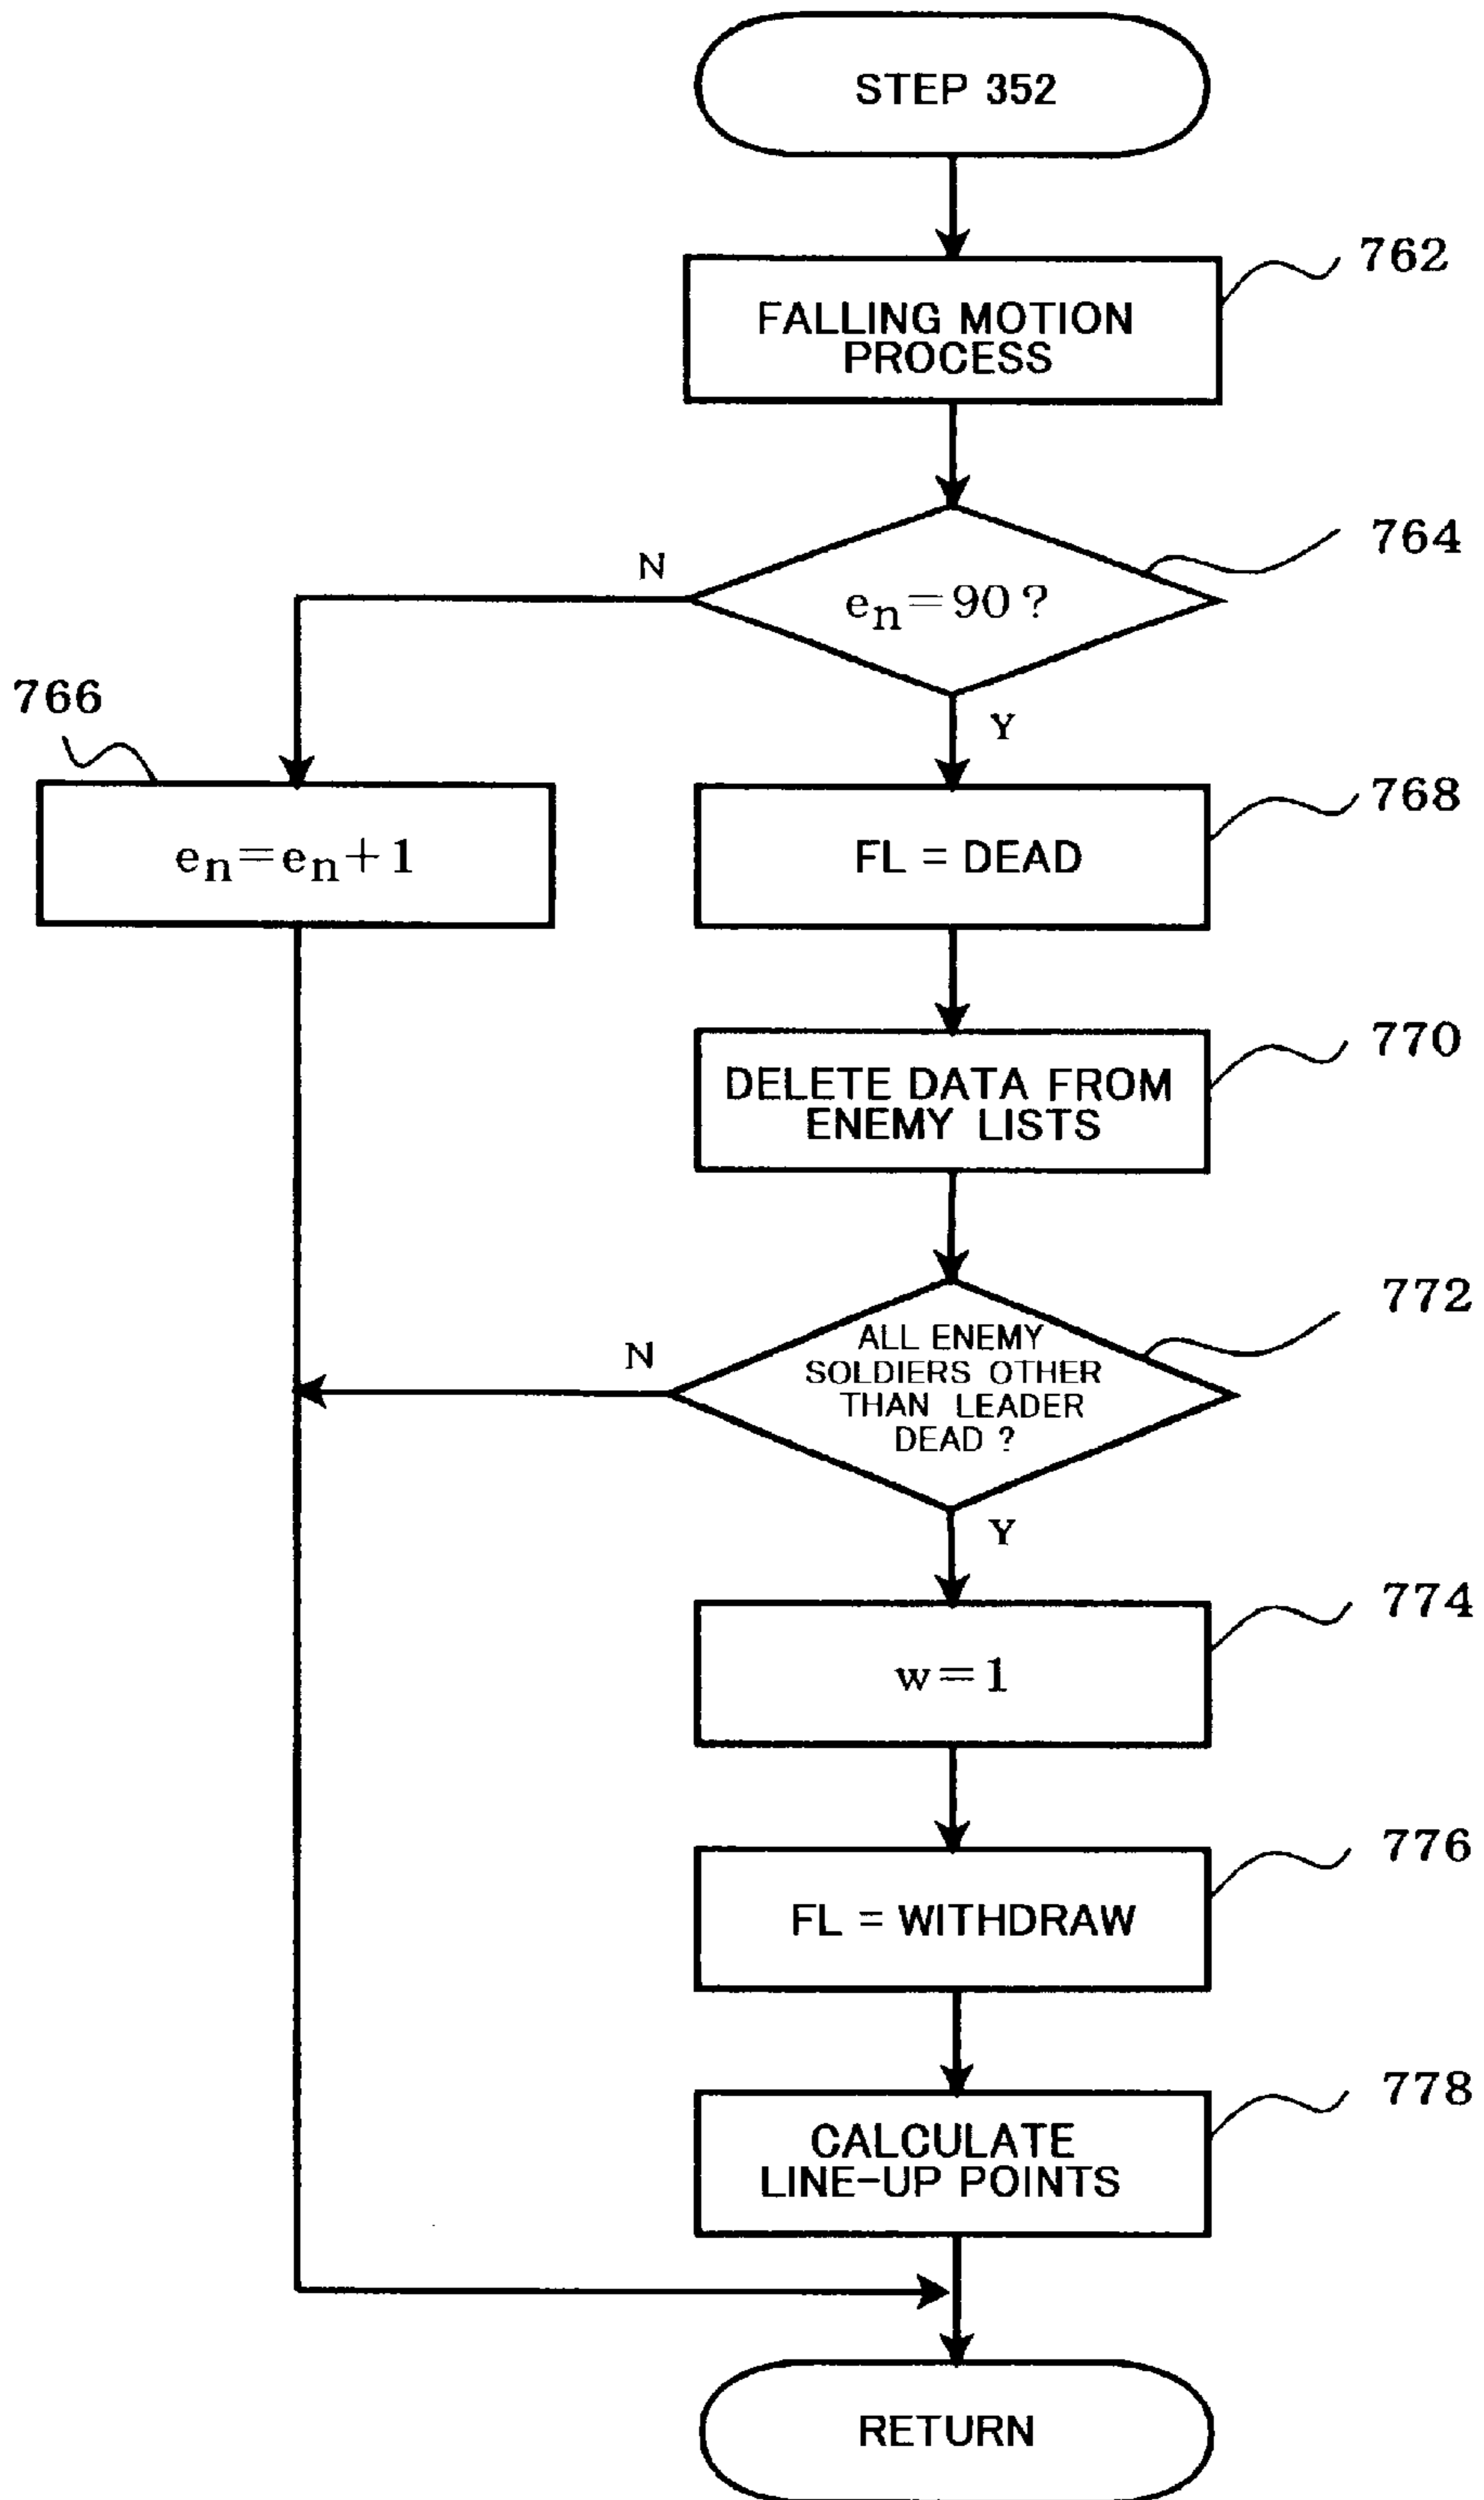 STEP 352
762
FALLING MOTION
PROCESS
764
N
en=90?
Y
766
en=en+1
768
FL = DEAD
770
DELETE DATA FROM
ENEMY LISTS
772
N
ALL ENEMY
SOLDIERS OTHER
THAN LEADER
DEAD ?
Y
774
w=1
776
FL = WITHDRAW
778
CALCULATE
LINE-UP POINTS
RETURN